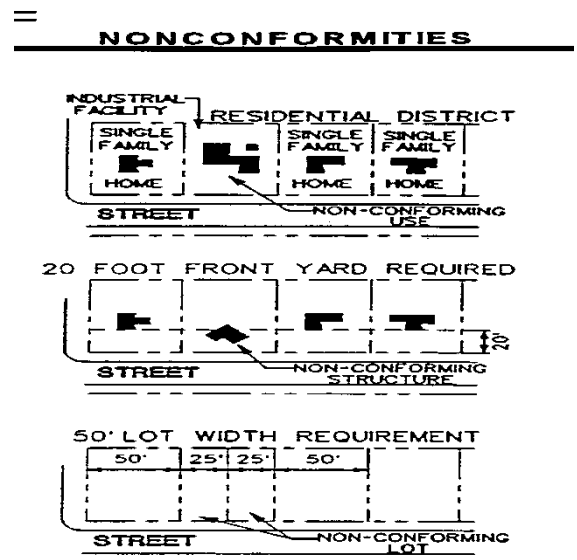 NONCONFORMITIES
INDUSTRIAL
FACILITY
RESIDENTIAL DISTRICT
SINGLE
FAMILY
HOME
SINGLE
FAMILY
HOME
SINGLE
FAMILY
HOME
STREET
NON-CONFORMING
USE
20 FOOT FRONT YARD REQUIRED
20'
STREET
NON-CONFORMING
STRUCTURE
50' LOT WIDTH REQUIREMENT
50' 25' 25' 50'
STREET
NON-CONFORMING
LOT